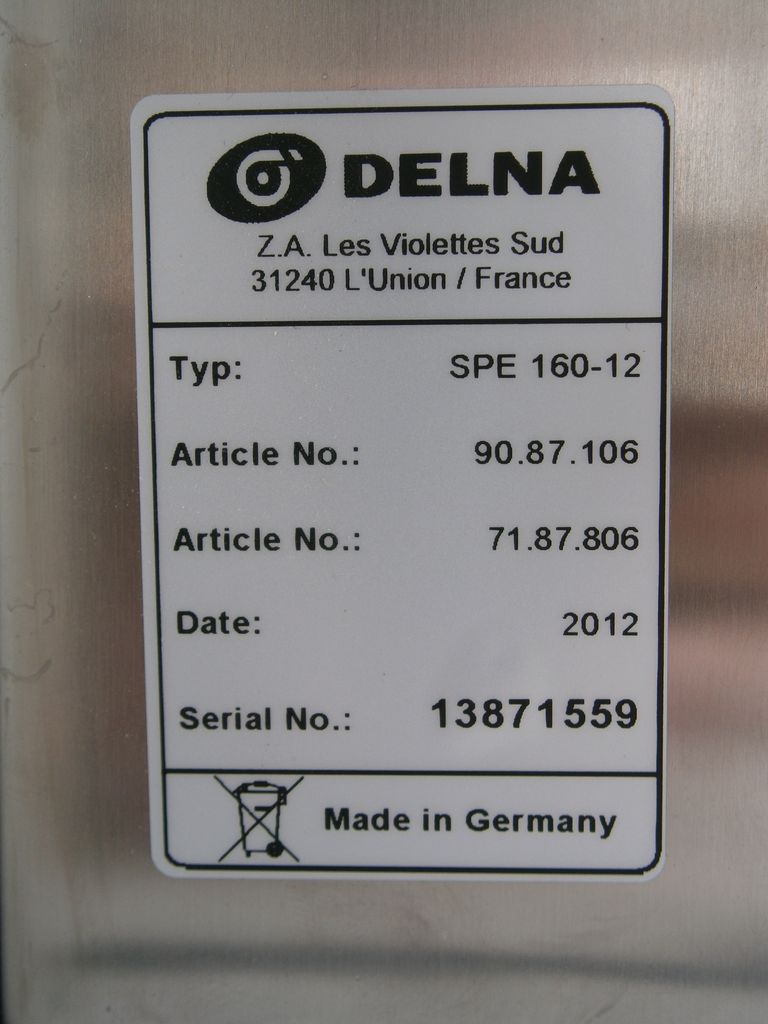 DELNA
Z.A. Les Violettes Sud
31240 L'Union / France
Typ: SPE 160-12
Article No.: 90.87.106
Article No.: 71.87.806
Date: 2012
Serial No.: 13871559
Made in Germany